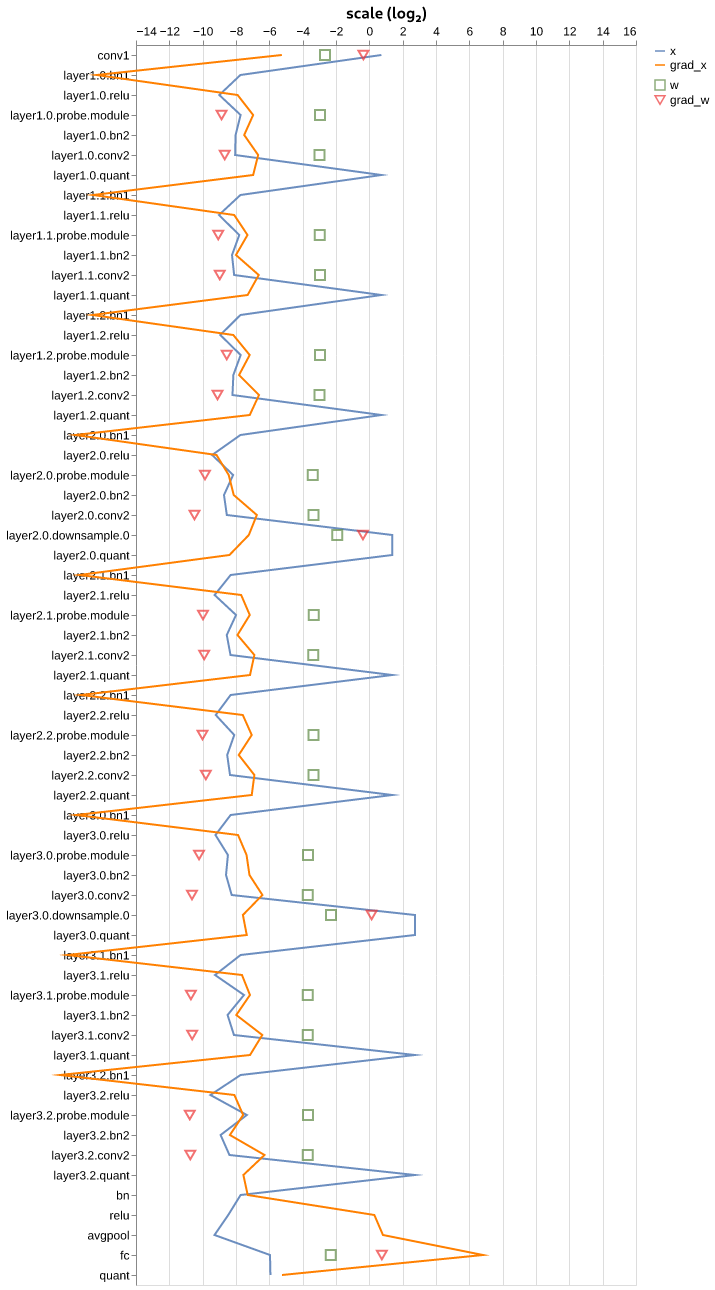 scale (log₂)
−14 −12 −10 −8 −6 −4 −2 0 2 4 6 8 10 12 14 16
x
grad_x
w
grad_w
conv1
layer1.0.bn1
layer1.0.relu
layer1.0.probe.module
layer1.0.bn2
layer1.0.conv2
layer1.0.quant
layer1.1.bn1
layer1.1.relu
layer1.1.probe.module
layer1.1.bn2
layer1.1.conv2
layer1.1.quant
layer1.2.bn1
layer1.2.relu
layer1.2.probe.module
layer1.2.bn2
layer1.2.conv2
layer1.2.quant
layer2.0.bn1
layer2.0.relu
layer2.0.probe.module
layer2.0.bn2
layer2.0.conv2
layer2.0.downsample.0
layer2.0.quant
layer2.1.bn1
layer2.1.relu
layer2.1.probe.module
layer2.1.bn2
layer2.1.conv2
layer2.1.quant
layer2.2.bn1
layer2.2.relu
layer2.2.probe.module
layer2.2.bn2
layer2.2.conv2
layer2.2.quant
layer3.0.bn1
layer3.0.relu
layer3.0.probe.module
layer3.0.bn2
layer3.0.conv2
layer3.0.downsample.0
layer3.0.quant
layer3.1.bn1
layer3.1.relu
layer3.1.probe.module
layer3.1.bn2
layer3.1.conv2
layer3.1.quant
layer3.2.bn1
layer3.2.relu
layer3.2.probe.module
layer3.2.bn2
layer3.2.conv2
layer3.2.quant
bn
relu
avgpool
fc
quant